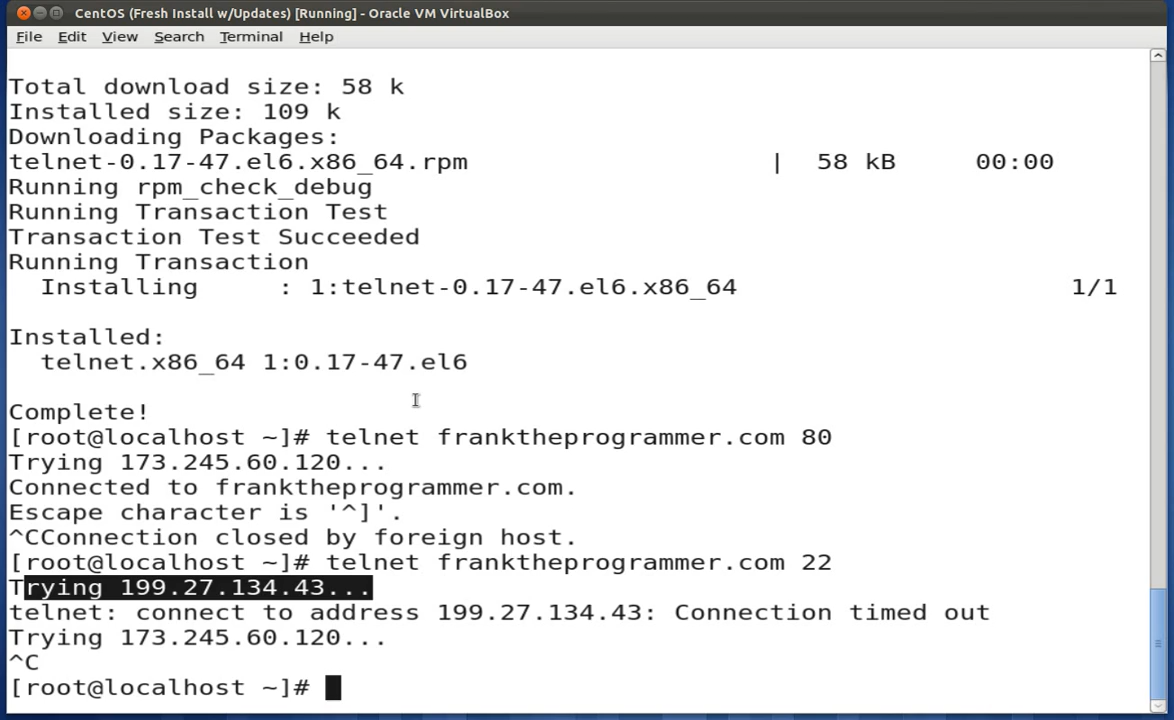 CentOS (Fresh Install w/Updates) [Running] - Oracle VM VirtualBox
File Edit View Search Terminal Help
Total download size: 58 k
Installed size: 109 k
Downloading Packages:
telnet-0.17-47.el6.x86_64.rpm | 58 kB 00:00
Running rpm_check_debug
Running Transaction Test
Transaction Test Succeeded
Running Transaction
Installing : 1:telnet-0.17-47.el6.x86_64 1/1
Installed:
telnet.x86_64 1:0.17-47.el6
Complete!
[root@localhost ~]# telnet franktheprogrammer.com 80
Trying 173.245.60.120...
Connected to franktheprogrammer.com.
Escape character is '^]'.
^CConnection closed by foreign host.
[root@localhost ~]# telnet franktheprogrammer.com 22
Trying 199.27.134.43...
telnet: connect to address 199.27.134.43: Connection timed out
Trying 173.245.60.120...
^C
[root@localhost ~]#